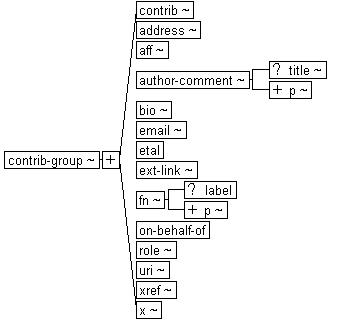 contrib ~
address ~
aff ~
? title ~
author-comment ~
+ p ~
bio ~
email ~
contrib-group ~
+
etal
ext-link ~
? label
fn ~
+ p ~
on-behalf-of
role ~
uri ~
xref ~
x ~